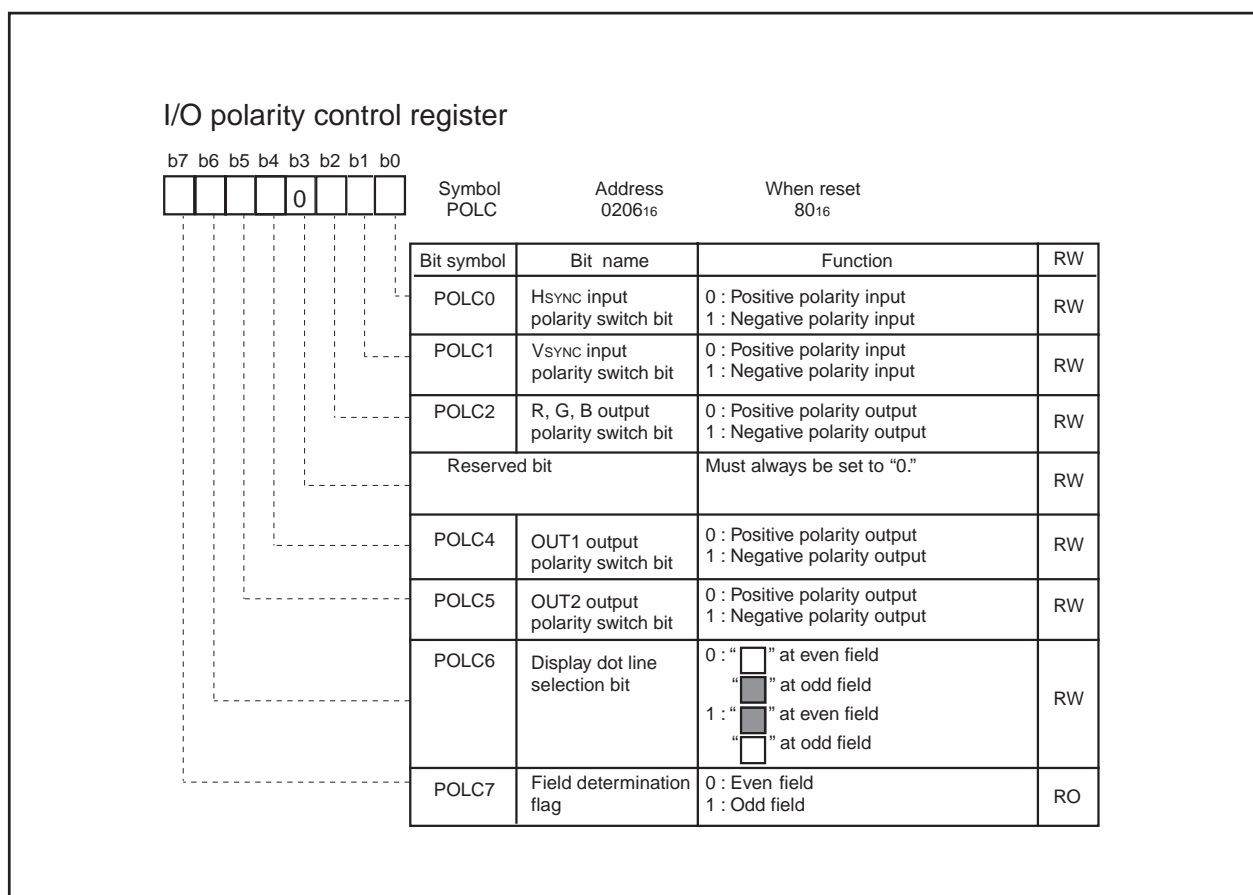 I/O polarity control register
b7 b6 b5 b4 b3 b2 b1 b0
0
Symbol Address When reset
POLC 0206₁₆ 80₁₆
Bit symbol Bit name Function RW
POLC0 HSYNC input 0 : Positive polarity input RW
polarity switch bit 1 : Negative polarity input
POLC1 VSYNC input 0 : Positive polarity input RW
polarity switch bit 1 : Negative polarity input
POLC2 R, G, B output 0 : Positive polarity output RW
polarity switch bit 1 : Negative polarity output
Reserved bit Must always be set to “0.” RW
POLC4 OUT1 output 0 : Positive polarity output RW
polarity switch bit 1 : Negative polarity output
POLC5 OUT2 output 0 : Positive polarity output RW
polarity switch bit 1 : Negative polarity output
POLC6 Display dot line 0 : “ ” at even field RW
selection bit “ ” at odd field
1 : “ ” at even field
“ ” at odd field
POLC7 Field determination 0 : Even field RO
flag 1 : Odd field